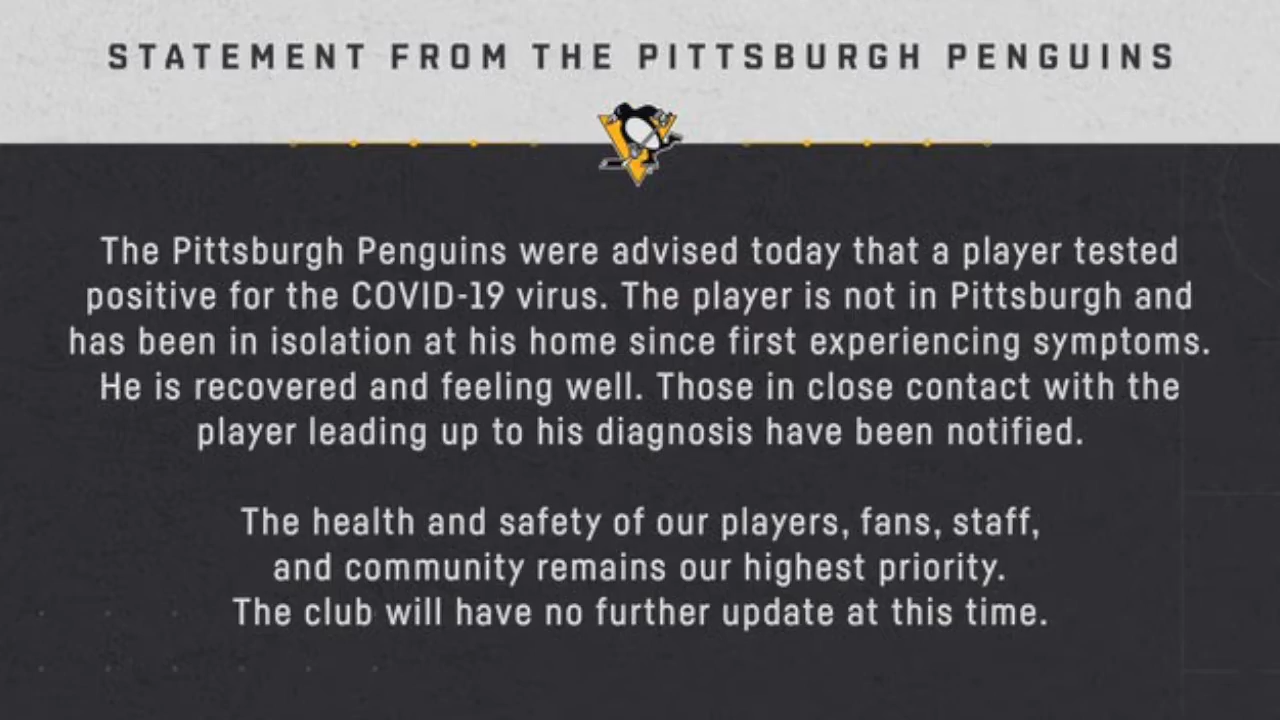 STATEMENT FROM THE PITTSBURGH PENGUINS
The Pittsburgh Penguins were advised today that a player tested
positive for the COVID-19 virus. The player is not in Pittsburgh and
has been in isolation at his home since first experiencing symptoms.
He is recovered and feeling well. Those in close contact with the
player leading up to his diagnosis have been notified.
The health and safety of our players, fans, staff,
and community remains our highest priority.
The club will have no further update at this time.